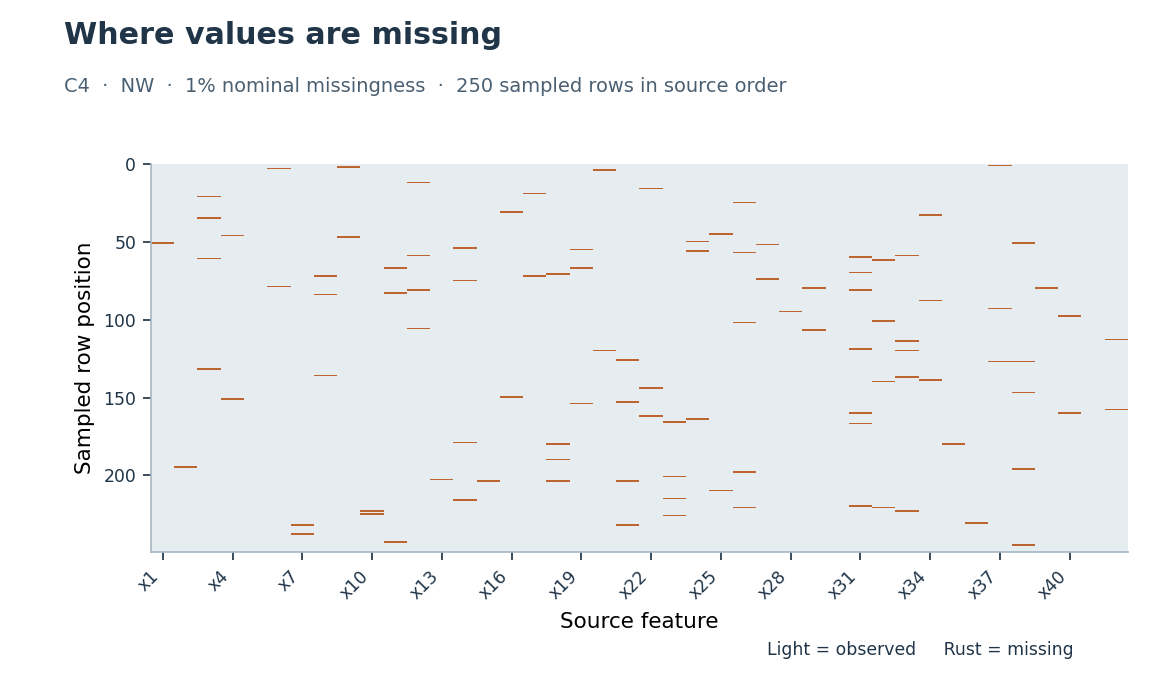 Where values are missing
C4 · NW · 1% nominal missingness · 250 sampled rows in source order
Sampled row position
0
50
100
150
200
x1 x4 x7 x10 x13 x16 x19 x22 x25 x28 x31 x34 x37 x40
Source feature
Light = observed Rust = missing